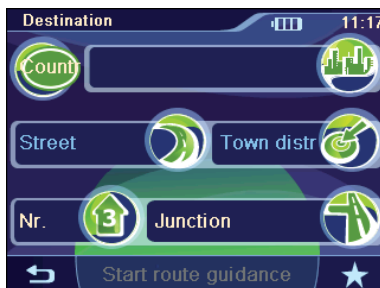 Destination 11:17
Countr
Street Town distr
Nr. 3 Junction
Start route guidance